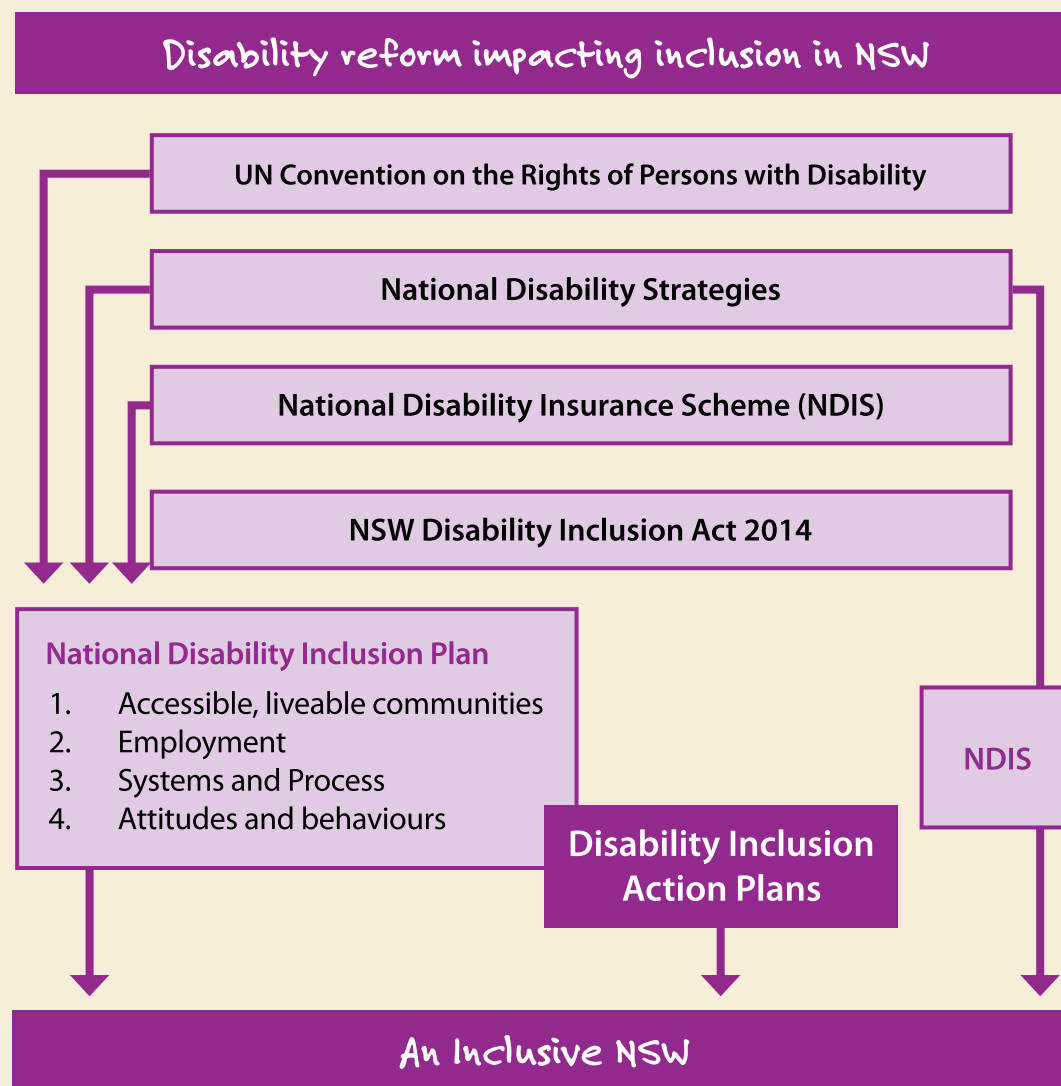 Disability reform impacting inclusion in NSW
UN Convention on the Rights of Persons with Disability
National Disability Strategies
National Disability Insurance Scheme (NDIS)
NSW Disability Inclusion Act 2014
National Disability Inclusion Plan
1. Accessible, liveable communities
2. Employment
3. Systems and Process
4. Attitudes and behaviours
NDIS
Disability Inclusion
Action Plans
An Inclusive NSW